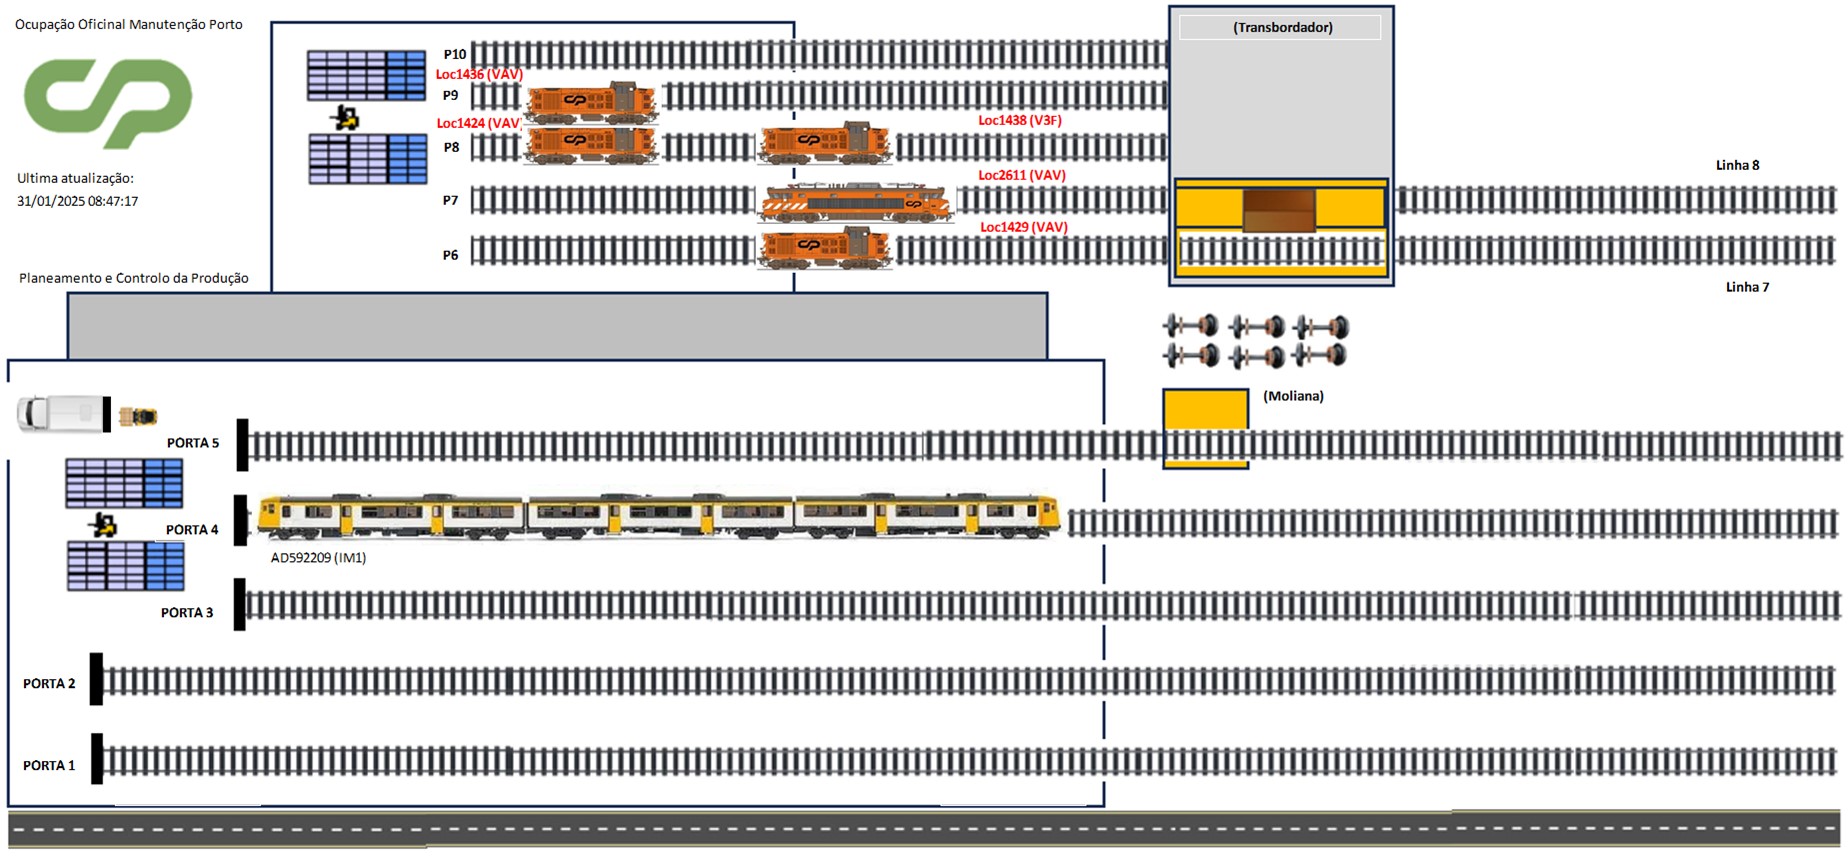 Ocupação Oficinal Manutenção Porto
(Transbordador)
P10
Loc1436 (VAV)
P9
Loc1424 (VAV)
Loc1438 (V3F)
P8
Linha 8
Loc2611 (VAV)
Ultima atualização:
31/01/2025 08:47:17
P7
Loc1429 (VAV)
P6
Planeamento e Controlo da Produção
Linha 7
(Moliana)
PORTA 5
PORTA 4
AD592209 (IM1)
PORTA 3
PORTA 2
PORTA 1